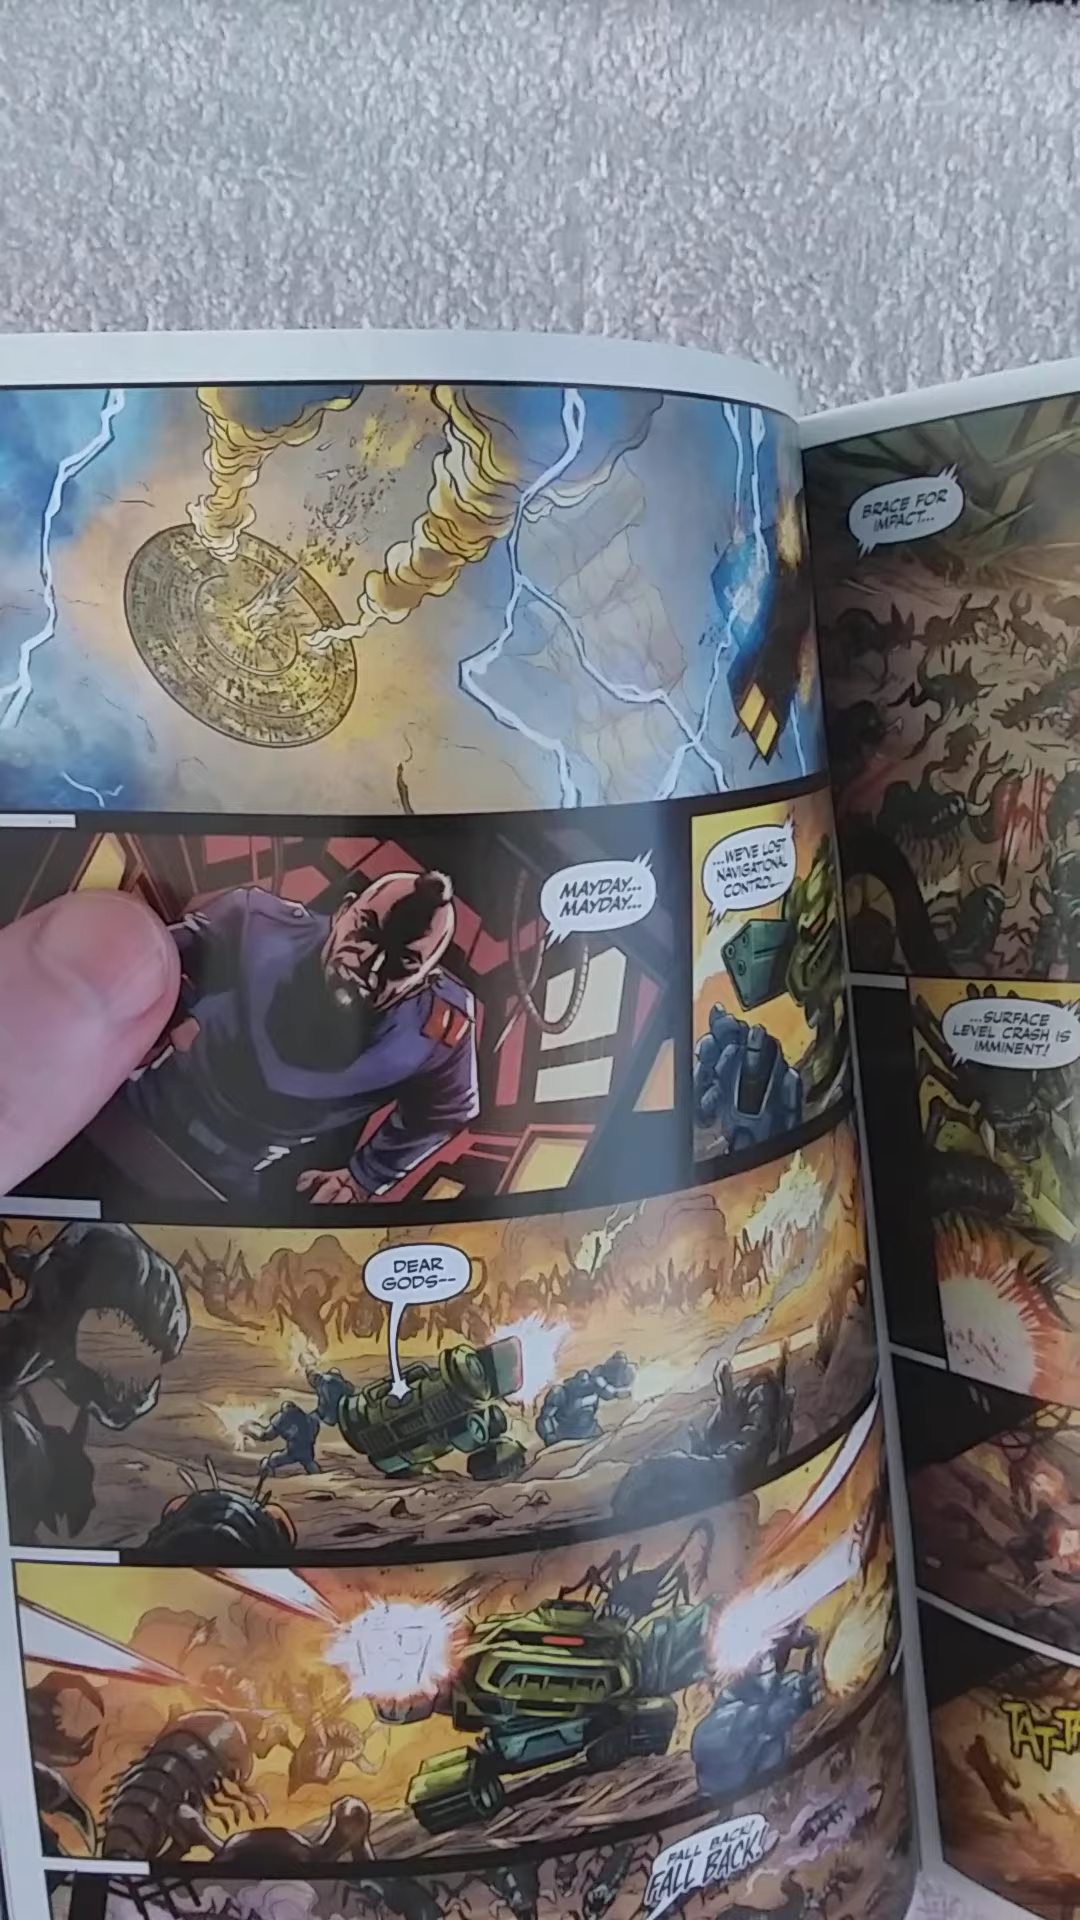 MAYDAY...
MAYDAY...
...WE'VE LOST
NAVIGATIONAL
CONTROL...
DEAR
GODS--
FALL BACK!
FALL BACK!
BRACE FOR
IMPACT...
...SURFACE
LEVEL CRASH IS
IMMINENT!